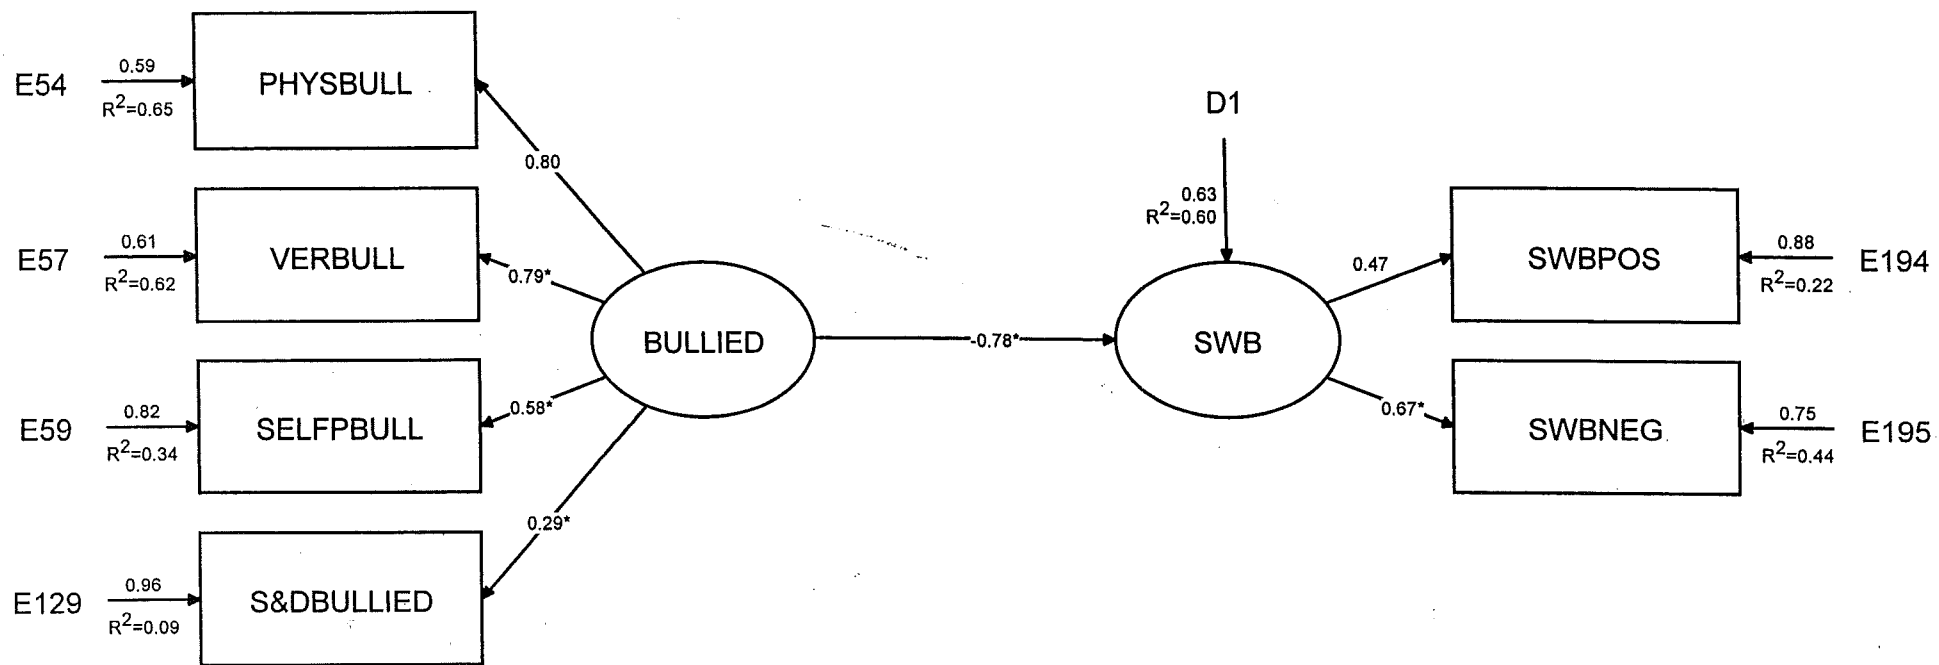 E54
0.59
R²=0.65
PHYSBULL
0.80
E57
0.61
R²=0.62
VERBULL
0.79*
E59
0.82
R²=0.34
SELFPBULL
0.58*
E129
0.96
R²=0.09
S&DBULLIED
0.29*
BULLIED
-0.78*
D1
0.63
R²=0.60
SWB
0.47
SWBPOS
0.88
R²=0.22
E194
0.67*
SWBNEG
0.75
R²=0.44
E195